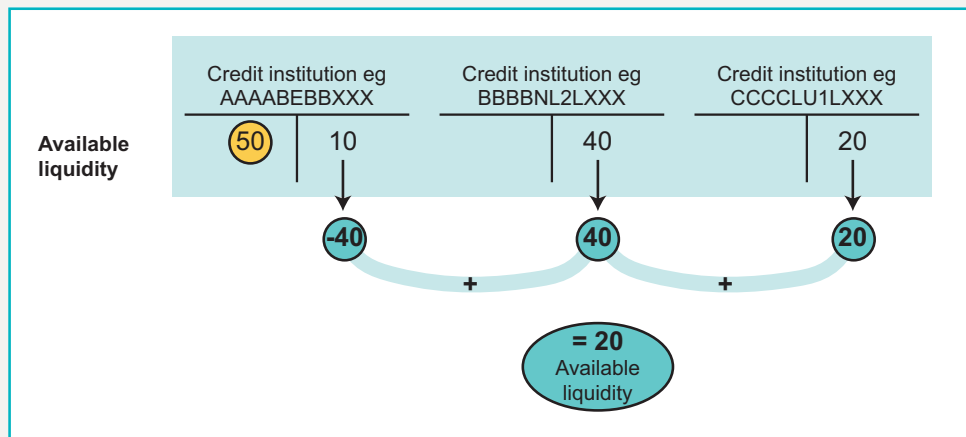 Credit institution eg
AAAABEBBXXX
Credit institution eg
BBBBNL2LXXX
Credit institution eg
CCCCLU1LXXX
Available
liquidity
50 10 40 20
-40 40 20
+ +
= 20
Available
liquidity